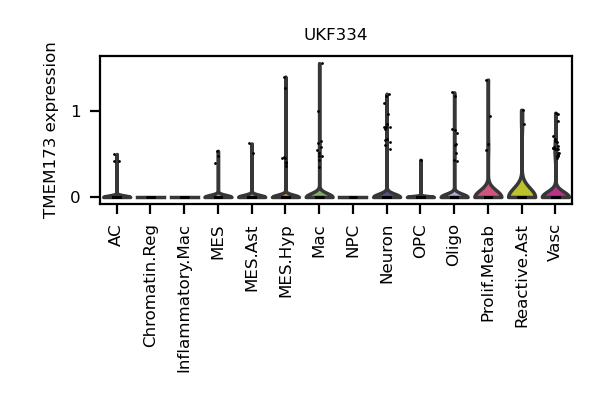 UKF334
TMEM173 expression
1
0
AC
Chromatin.Reg
Inflammatory.Mac
MES
MES.Ast
MES.Hyp
Mac
NPC
Neuron
OPC
Oligo
Prolif.Metab
Reactive.Ast
Vasc